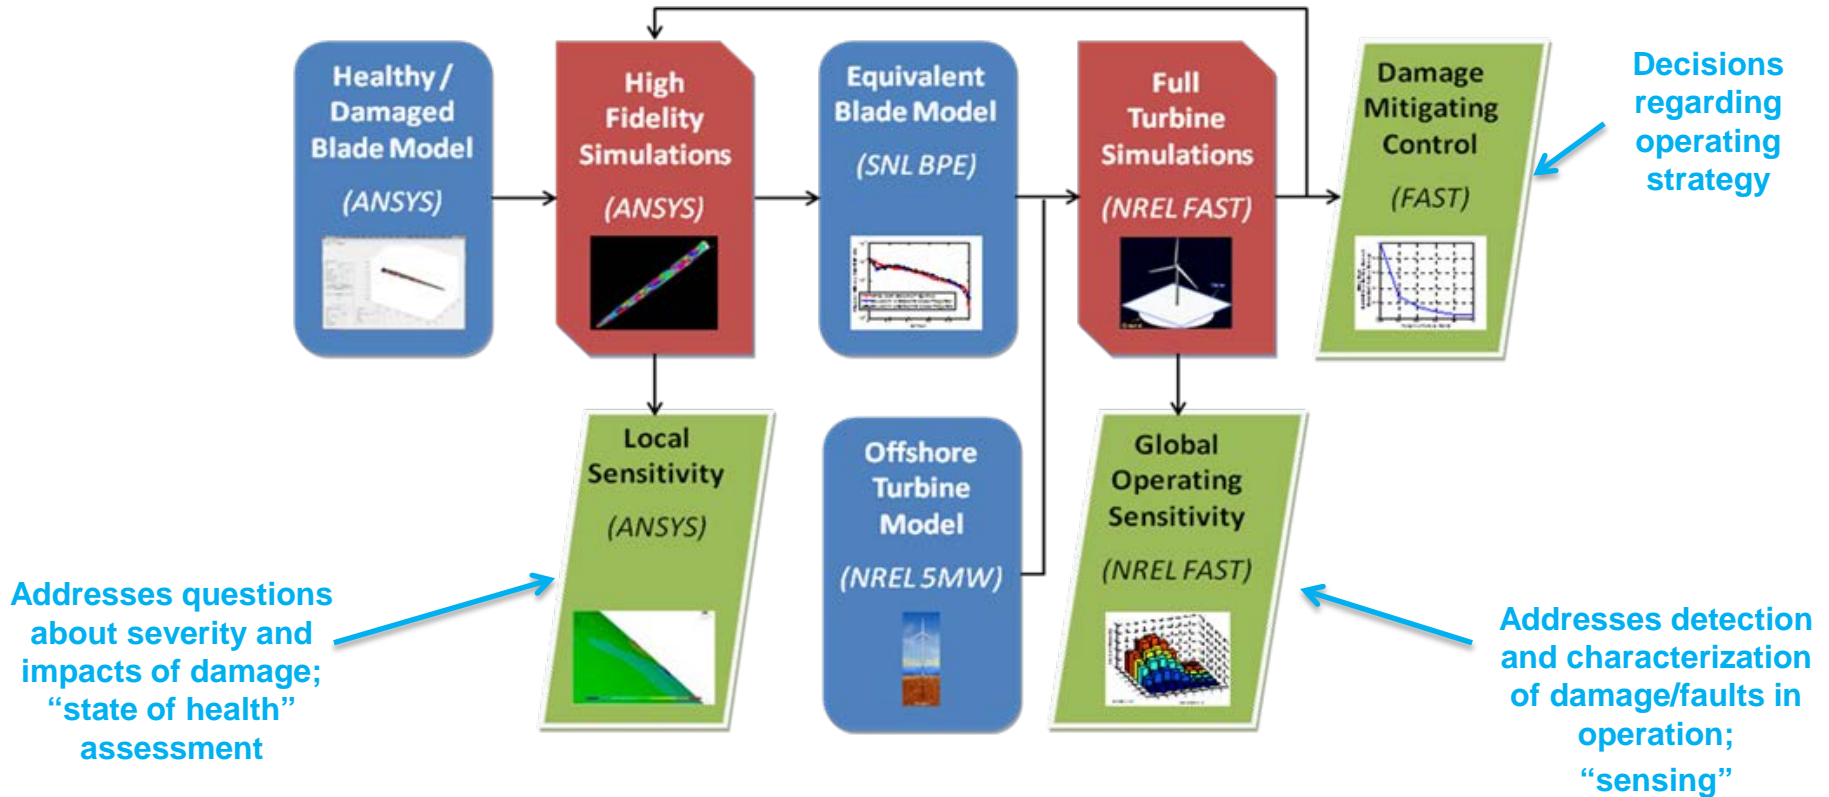 Healthy /
Damaged
Blade Model
(ANSYS)
High
Fidelity
Simulations
(ANSYS)
Equivalent
Blade Model
(SNL BPE)
Full
Turbine
Simulations
(NREL FAST)
Damage
Mitigating
Control
(FAST)
Decisions
regarding
operating
strategy
Local
Sensitivity
(ANSYS)
Offshore
Turbine
Model
(NREL 5MW)
Global
Operating
Sensitivity
(NREL FAST)
Addresses questions
about severity and
impacts of damage;
“state of health”
assessment
Addresses detection
and characterization
of damage/faults in
operation;
“sensing”